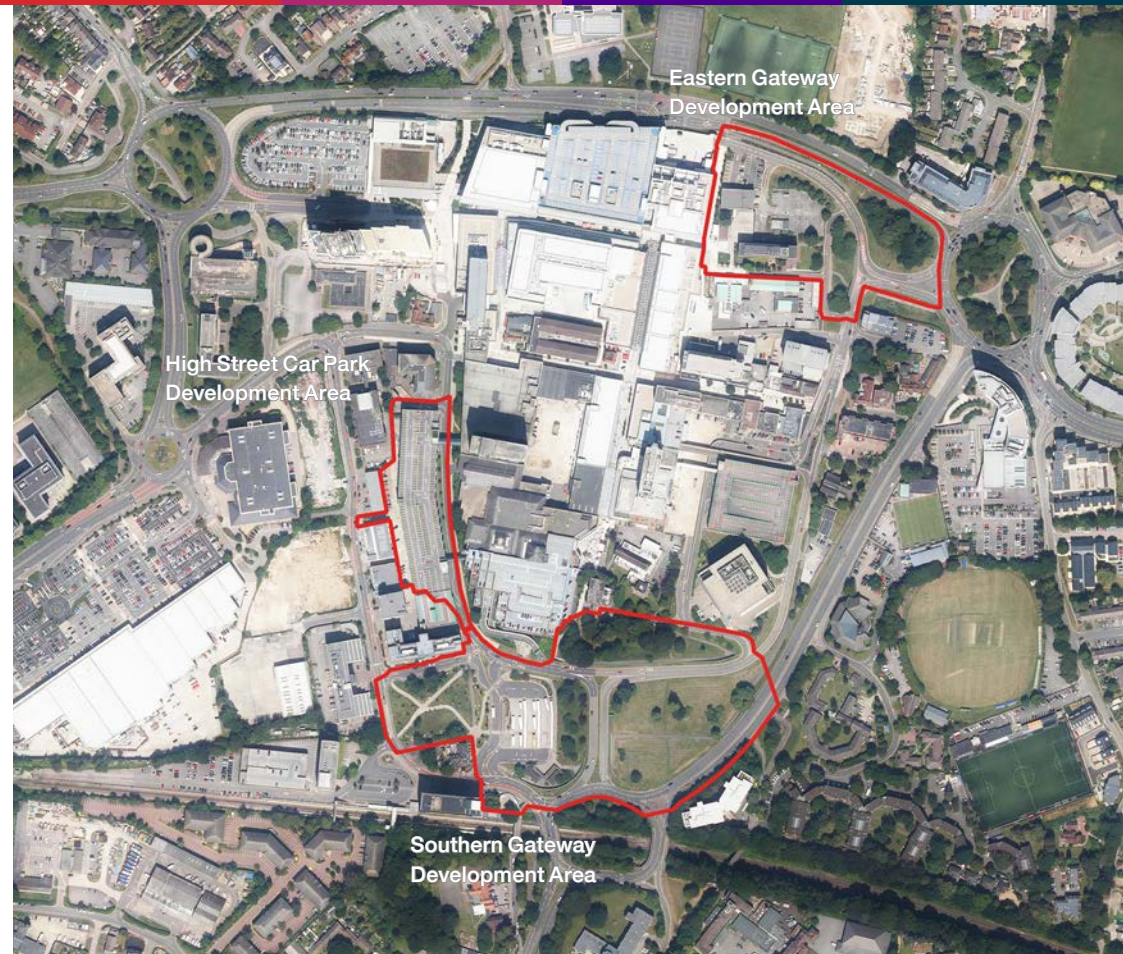 Eastern Gateway
Development Area
High Street Car Park
Development Area
Southern Gateway
Development Area